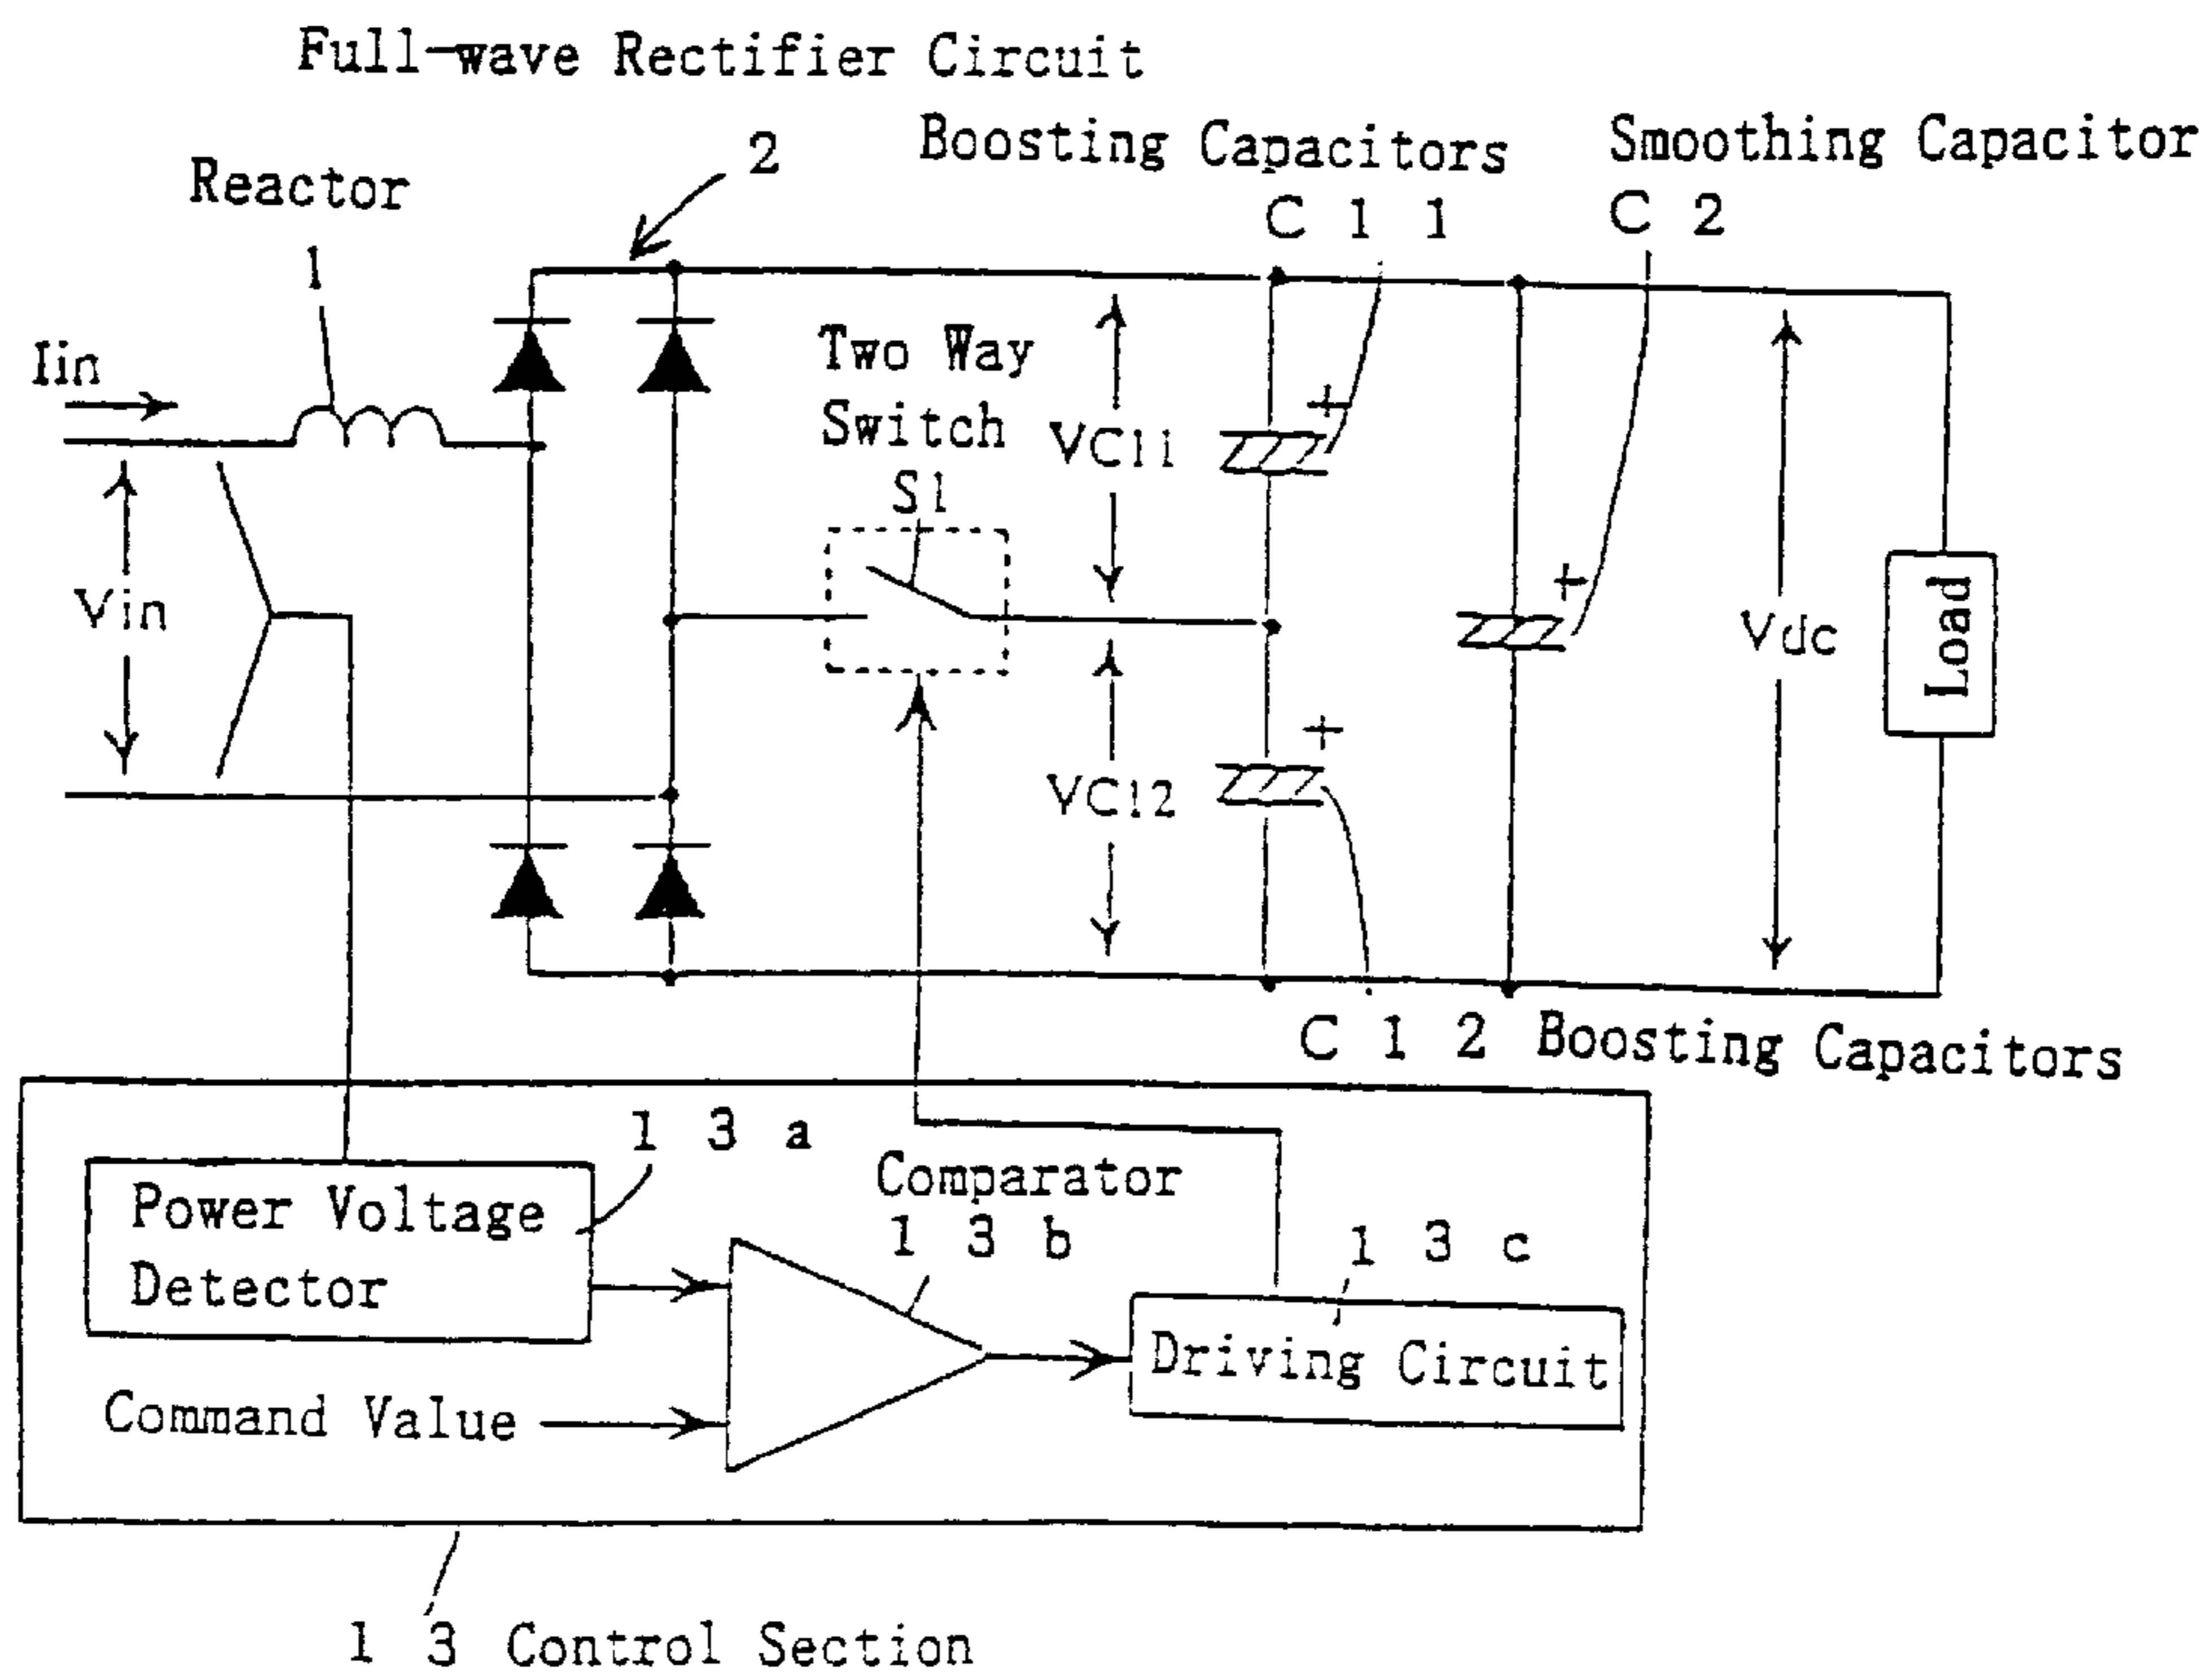 Full-wave Rectifier Circuit
2
Boosting Capacitors
C 1 1
Smoothing Capacitor
C 2
Reactor
1
Iin
Two Way
Switch
S1
VC11
+
Vin
+
Vdc
Load
VC12
+
C 1 2 Boosting Capacitors
1 3 a
Power Voltage
Detector
Comparator
1 3 b
1 3 c
Driving Circuit
Command Value
1 3 Control Section